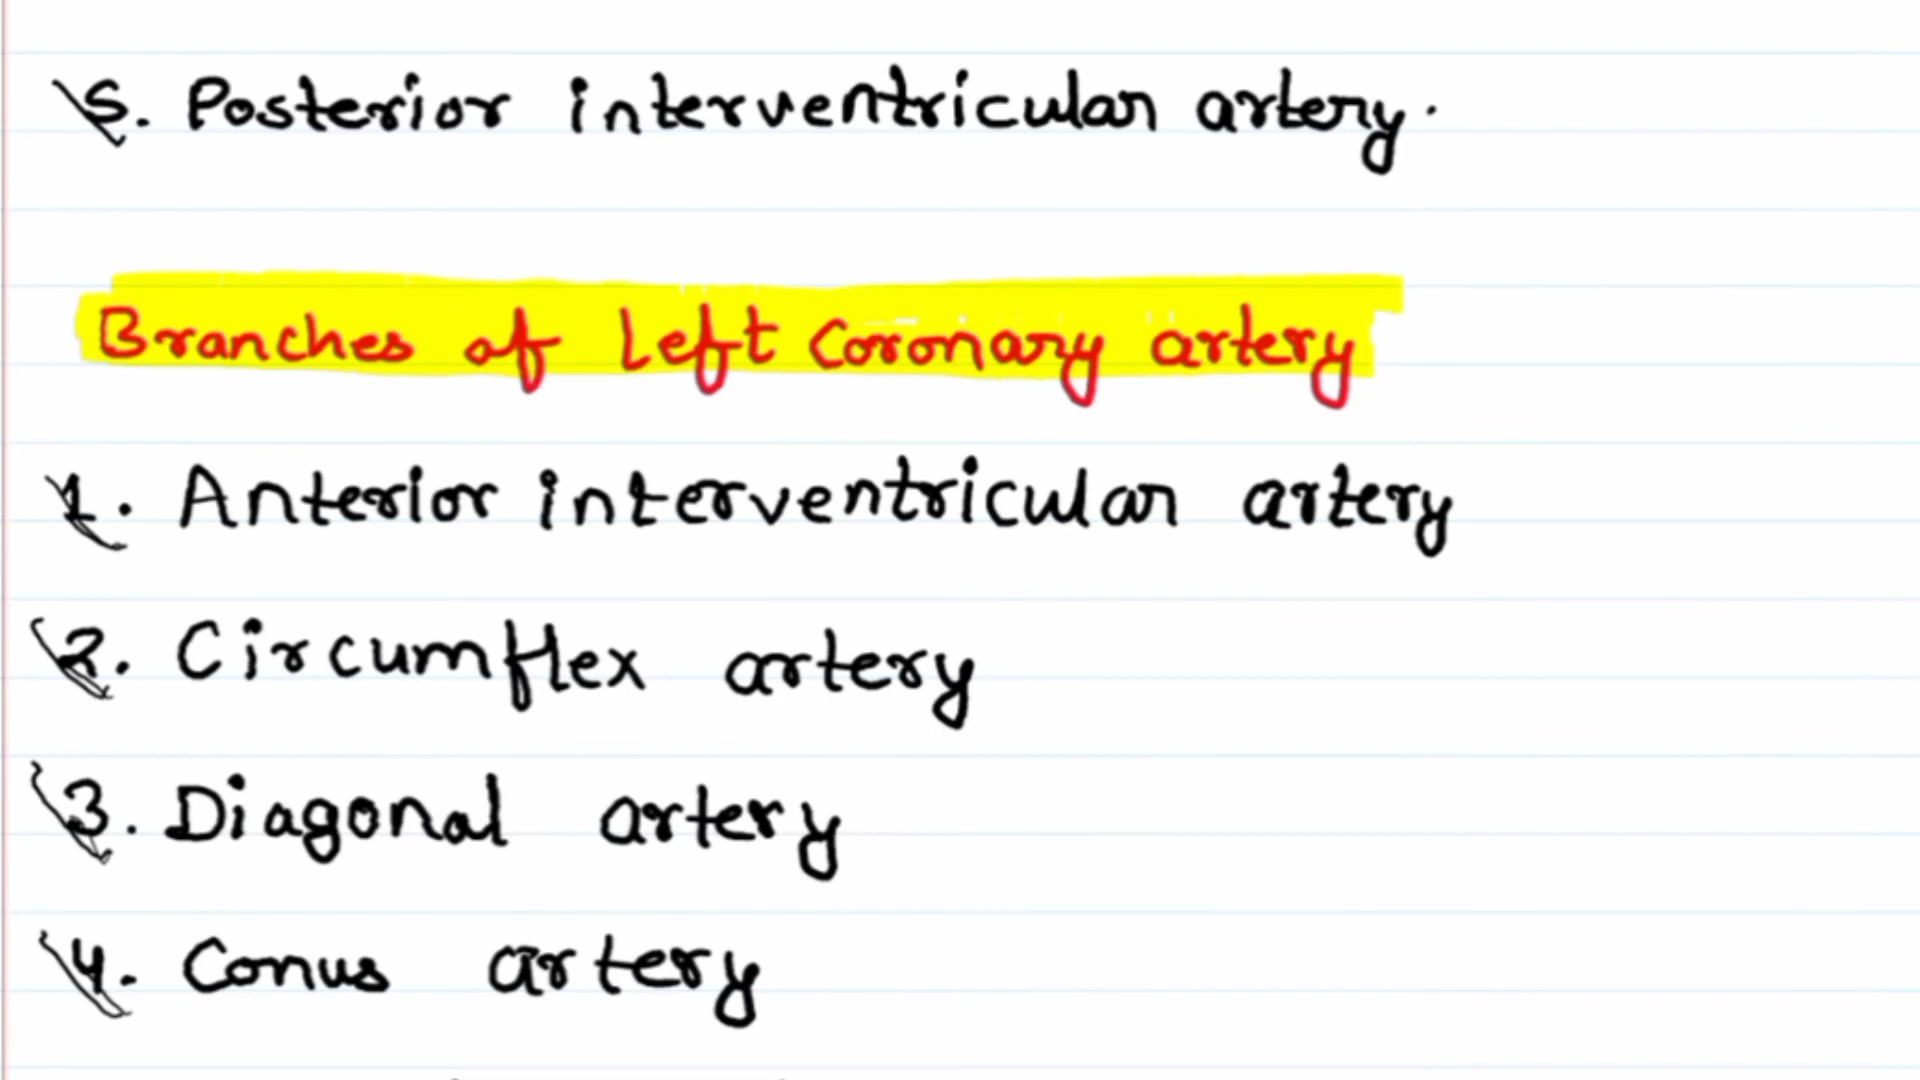 5. Posterior interventricular artery.
Branches of Left Coronary artery
1. Anterior interventricular artery
2. Circumflex artery
3. Diagonal artery
4. Conus artery